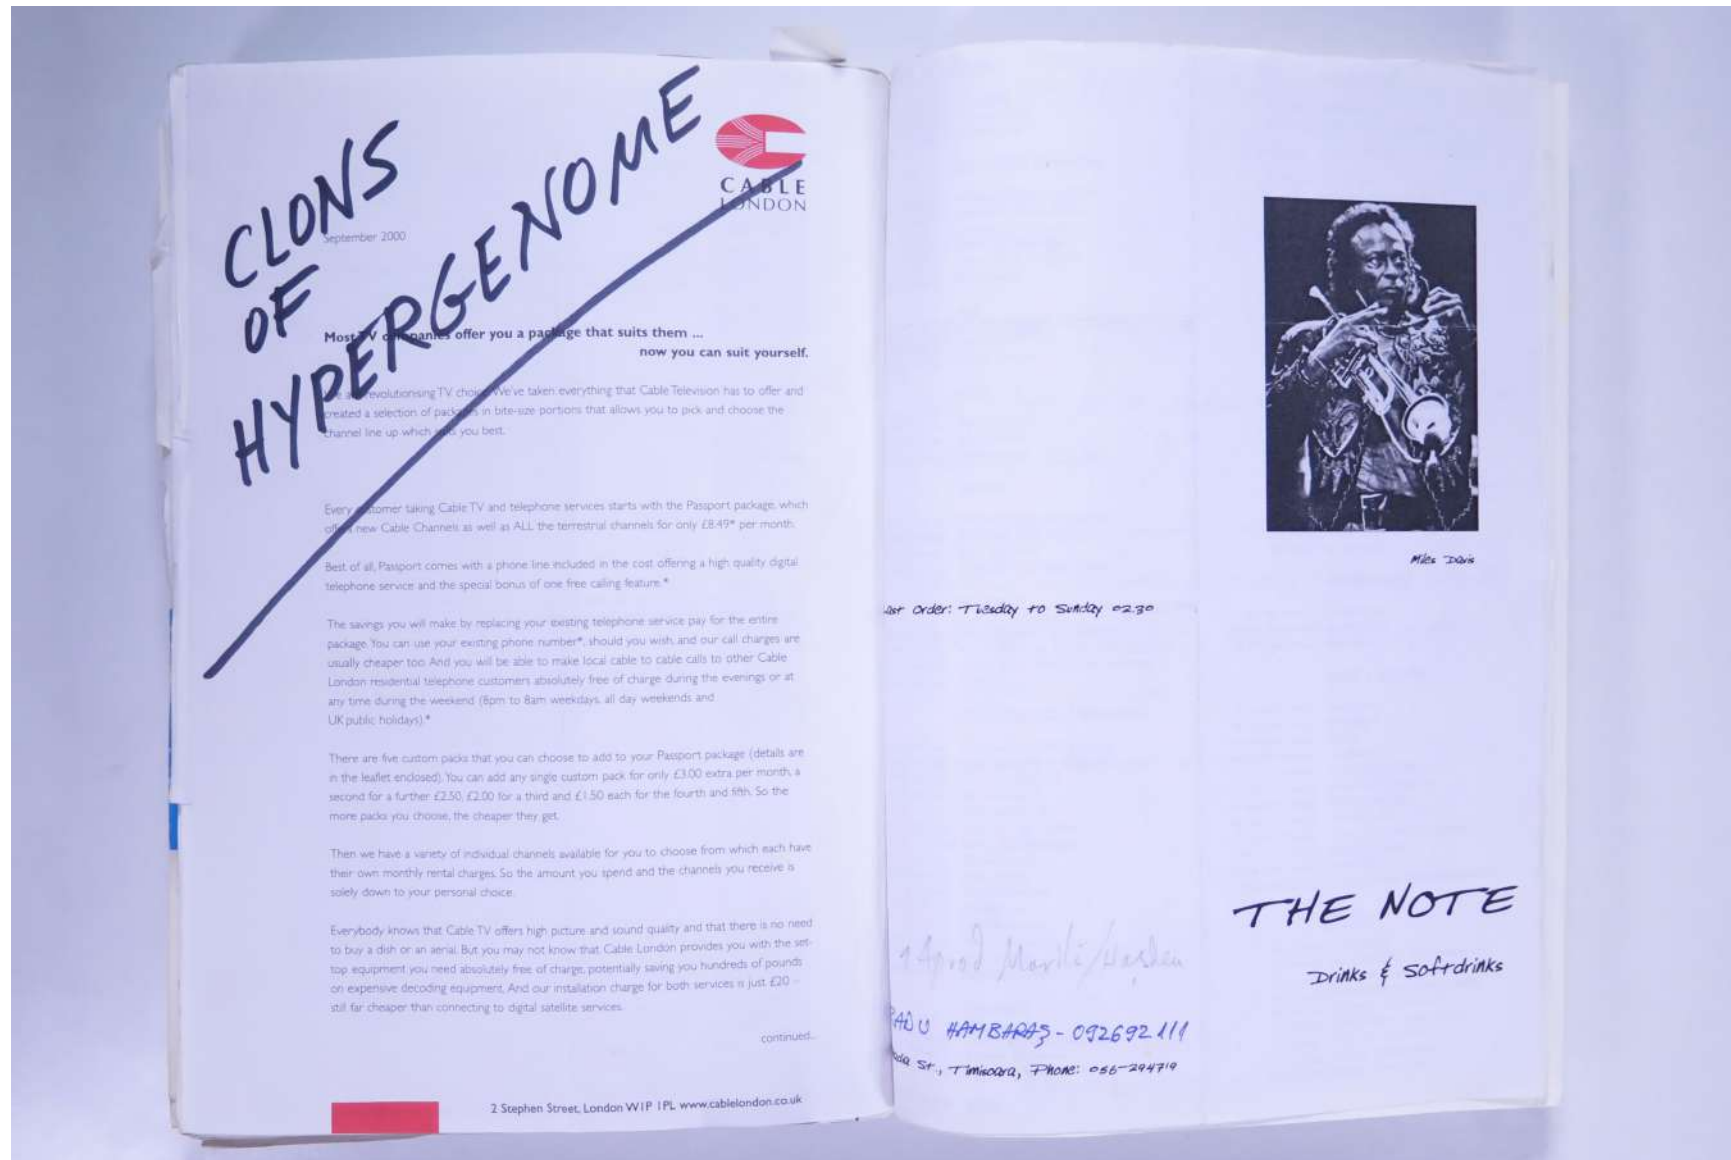 CLONS
OF
HYPERGENOME
CABLE
LONDON
September 2000
Most TV companies offer you a package that suits them ...
now you can suit yourself.
We are revolutionising TV choice. We've taken everything that Cable Television has to offer and
created a selection of packages in bite-size portions that allows you to pick and choose the
channel line up which suits you best.
Every customer taking Cable TV and telephone services starts with the Passport package, which
offers new Cable Channels as well as ALL the terrestrial channels for only £8.49* per month.
Best of all, Passport comes with a phone line included in the cost offering a high quality digital
telephone service and the special bonus of one free calling feature.*
The savings you will make by replacing your existing telephone service pay for the entire
package. You can use your existing phone number*, should you wish, and our call charges are
usually cheaper too. And you will be able to make local cable to cable calls to other Cable
London residential telephone customers absolutely free of charge during the evenings or at
any time during the weekend (6pm to 8am weekdays, all day weekends and
UK public holidays).*
There are five custom packs that you can choose to add to your Passport package (details are
in the leaflet enclosed). You can add any single custom pack for only £3.00 extra per month, a
second for a further £2.50, £2.00 for a third and £1.50 each for the fourth and fifth. So the
more packs you choose, the cheaper they get.
Then we have a variety of individual channels available for you to choose from which each have
their own monthly rental charges. So the amount you spend and the channels you receive is
solely down to your personal choice.
Everybody knows that Cable TV offers high picture and sound quality and that there is no need
to buy a dish or an aerial. But you may not know that Cable London provides you with the set-
top equipment you need absolutely free of charge, potentially saving you hundreds of pounds
on expensive decoding equipment. And our installation charge for both services is just £20 -
still far cheaper than connecting to digital satellite services.
continued..
2 Stephen Street, London W1P 1PL www.cablelondon.co.uk
Last Order: Tuesday to Sunday 02.30
RADU HAMBARAȘ - 092692111
St., Timisoara, Phone: 056-294719
Miles Davis
THE NOTE
Drinks & Softdrinks